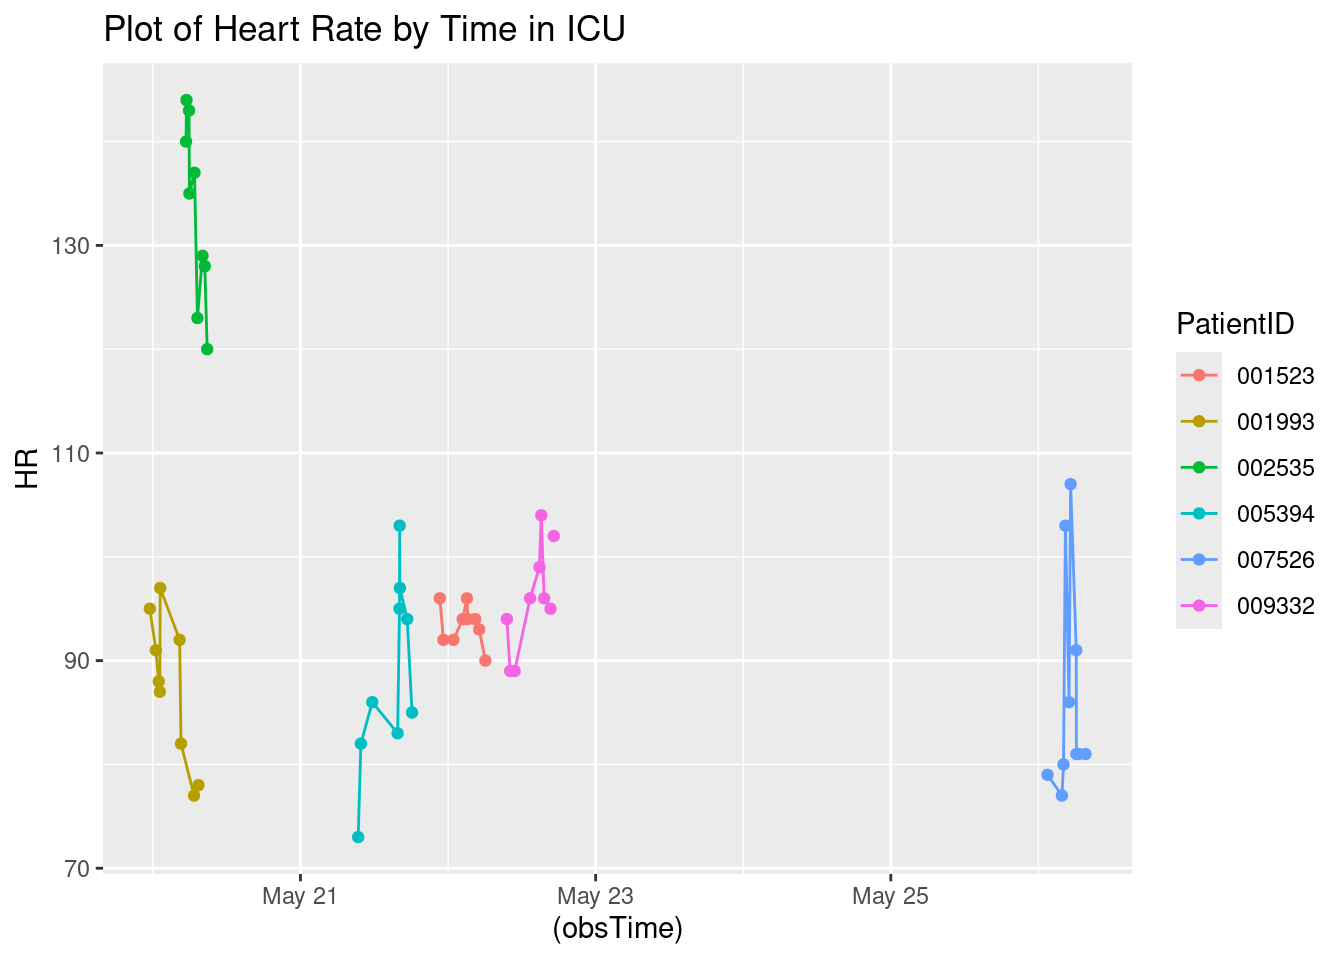 Plot of Heart Rate by Time in ICU
130
110
90
70
HR
May 21
May 23
May 25
(obsTime)
PatientID
001523
001993
002535
005394
007526
009332